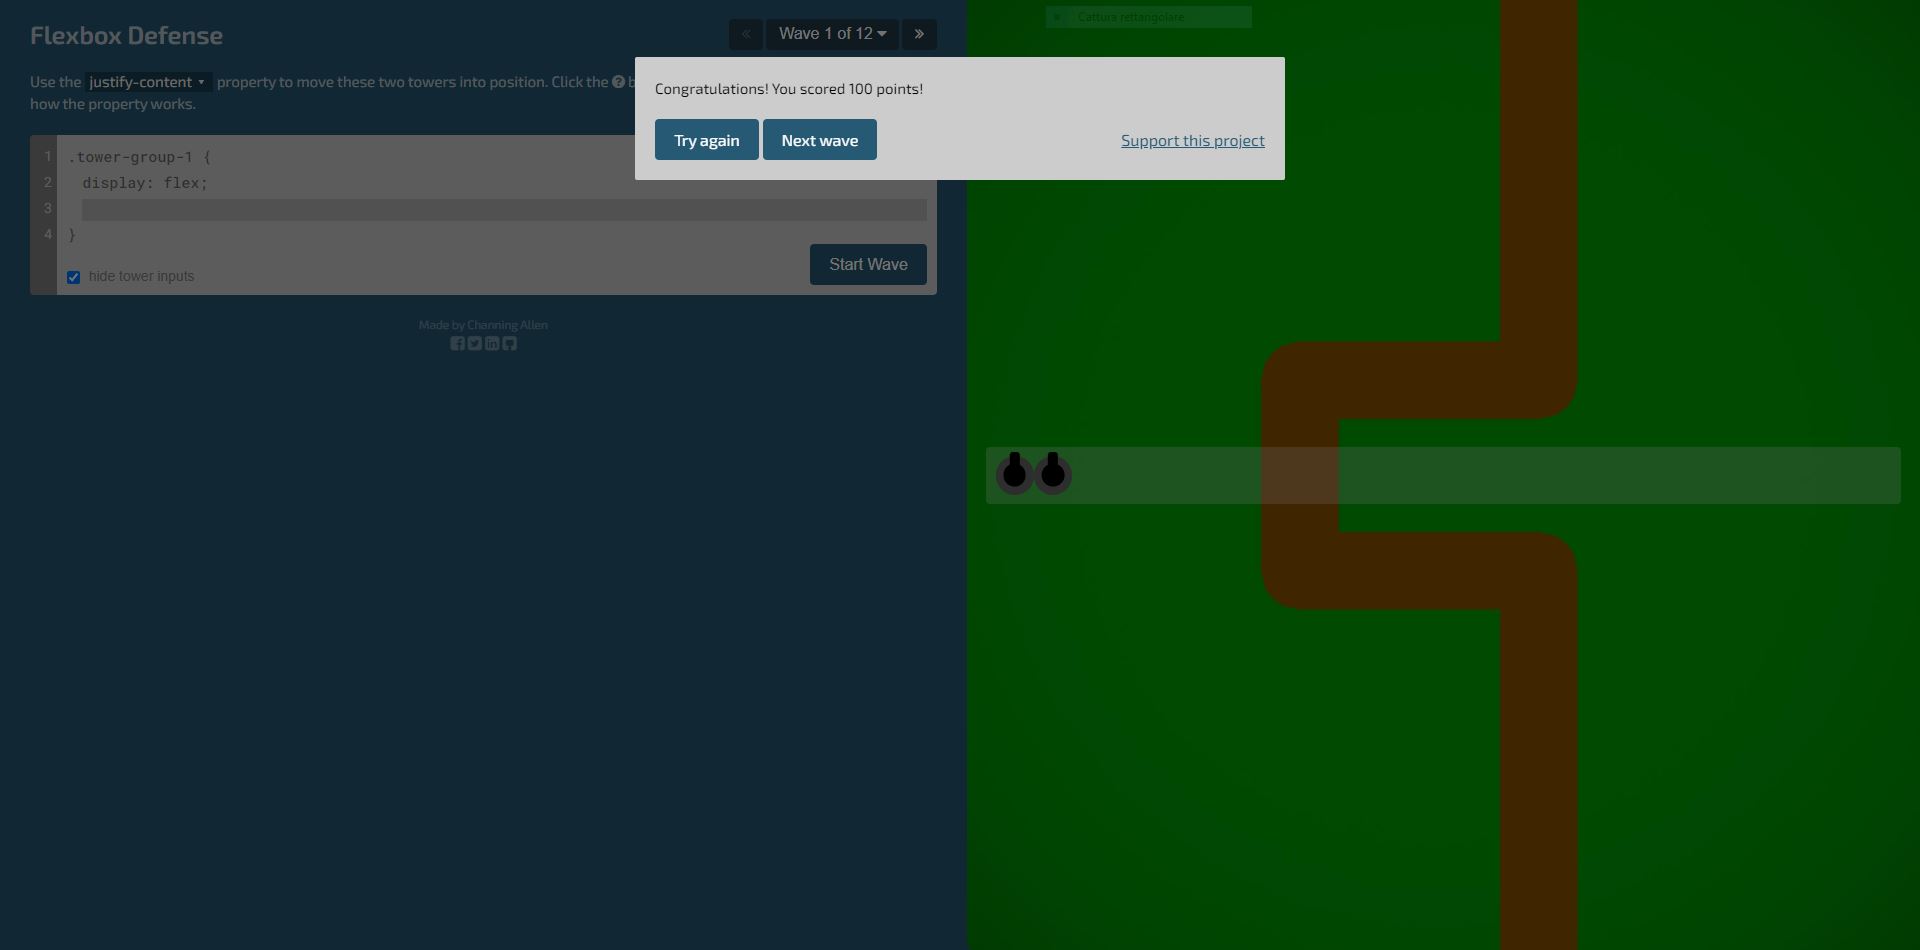 Flexbox Defense
« Wave 1 of 12 »
Cattura rettangolare
Use the justify-content property to move these two towers into position. Click the ? b
how the property works.
Congratulations! You scored 100 points!
Try again Next wave Support this project
1 .tower-group-1 {
2 display: flex;
3
4 }
hide tower inputs
Start Wave
Made by Channing Allen